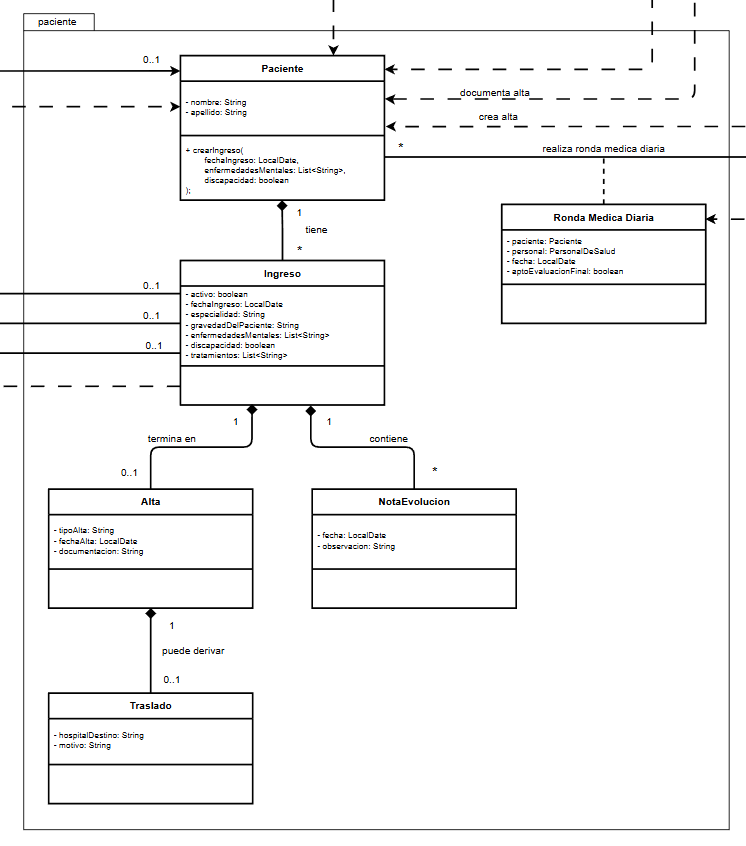 paciente
0..1
Paciente
- nombre: String
- apellido: String
documenta alta
crea alta
+ crearIngreso(
fechaIngreso: LocalDate,
enfermedadesMentales: List<String>,
discapacidad: boolean
);
*
realiza ronda medica diaria
1
tiene
*
Ronda Medica Diaria
- paciente: Paciente
- personal: PersonalDeSalud
- fecha: LocalDate
- aptoEvaluacionFinal: boolean
Ingreso
0..1
0..1
0..1
- activo: boolean
- fechaIngreso: LocalDate
- especialidad: String
- gravedadDelPaciente: String
- enfermedadesMentales: List<String>
- discapacidad: boolean
- tratamientos: List<String>
1
termina en
0..1
1
contiene
*
Alta
- tipoAlta: String
- fechaAlta: LocalDate
- documentacion: String
NotaEvolucion
- fecha: LocalDate
- observacion: String
1
puede derivar
0..1
Traslado
- hospitalDestino: String
- motivo: String